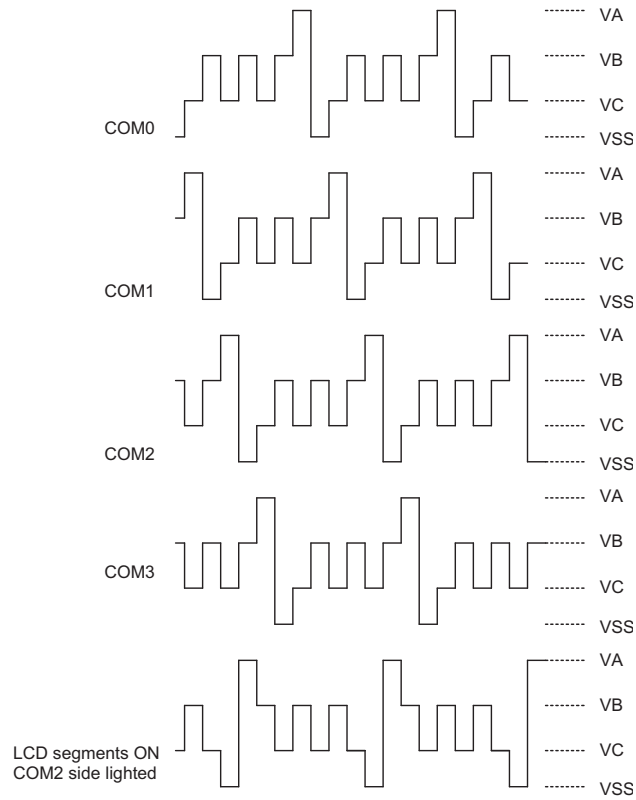 VA
VB
VC
COM0
VSS
VA
VB
VC
COM1
VSS
VA
VB
VC
COM2
VSS
VA
VB
COM3
VC
VSS
VA
VB
VC
LCD segments ON
COM2 side lighted
VSS